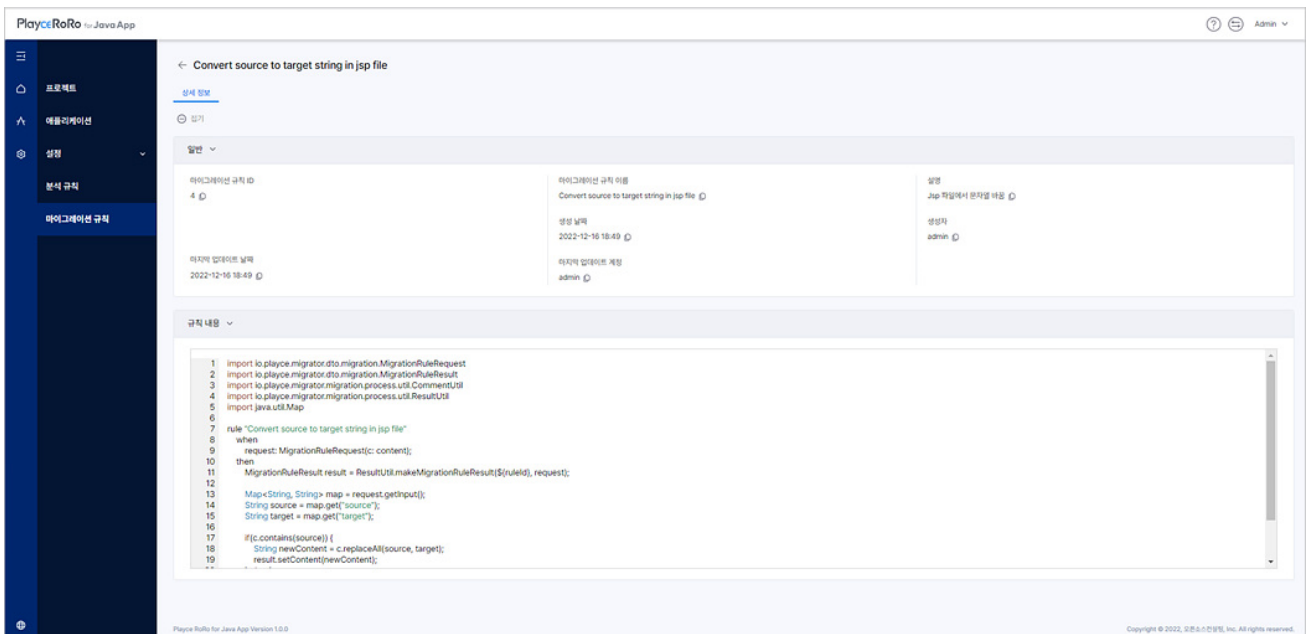 PlayceRoRo for Java App
Admin
프로젝트
애플리케이션
설정
분석 규칙
마이그레이션 규칙
← Convert source to target string in jsp file
상세 정보
접기
일반
마이그레이션 규칙 ID
4
마이그레이션 규칙 이름
Convert source to target string in jsp file
설명
Jsp 파일에서 문자열 바꿈
생성 날짜
2022-12-16 18:49
생성자
admin
마지막 업데이트 날짜
2022-12-16 18:49
마지막 업데이트 계정
admin
규칙 내용
1 import io.playce.migrator.dto.migration.MigrationRuleRequest
2 import io.playce.migrator.dto.migration.MigrationRuleResult
3 import io.playce.migrator.migration.process.util.CommentUtil
4 import io.playce.migrator.migration.process.util.ResultUtil
5 import java.util.Map
6
7 rule "Convert source to target string in jsp file"
8 when
9 request: MigrationRuleRequest(c: content);
10 then
11 MigrationRuleResult result = ResultUtil.makeMigrationRuleResult(${ruleId}, request);
12
13 Map<String, String> map = request.getInput();
14 String source = map.get("source");
15 String target = map.get("target");
16
17 if(c.contains(source)) {
18 String newContent = c.replaceAll(source, target);
19 result.setContent(newContent);
Playce RoRo for Java App Version 1.0.0
Copyright © 2022, 오픈소스컨설팅, Inc. All rights reserved.